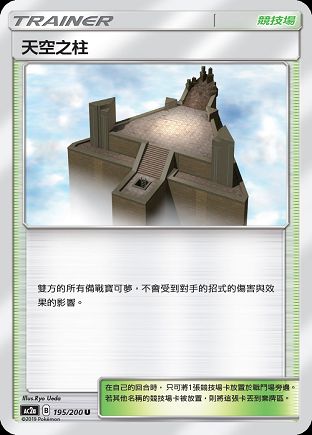 TRAINER 競技場
天空之柱
雙方的所有備戰寶可夢，不會受到對手的招式的傷害與效
果的影響。
Illus.Ryo Ueda
AC2a B 195/200 U
©2019 Pokémon
在自己的回合時，只可將1張競技場卡放置於戰鬥場旁邊。
若其他名稱的競技場卡被放置，則將這張卡丟到棄牌區。